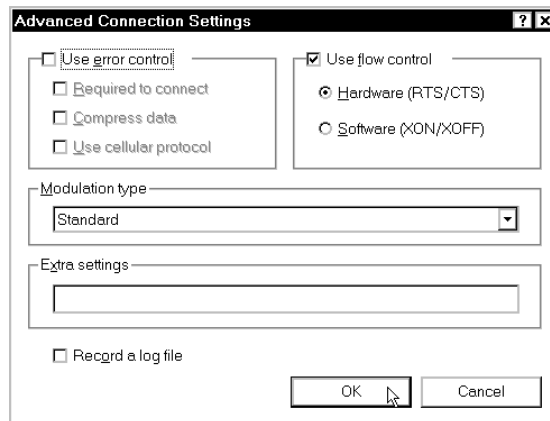 Advanced Connection Settings
Use error control
Required to connect
Compress data
Use cellular protocol
Use flow control
Hardware (RTS/CTS)
Software (XON/XOFF)
Modulation type
Standard
Extra settings
Record a log file
OK
Cancel